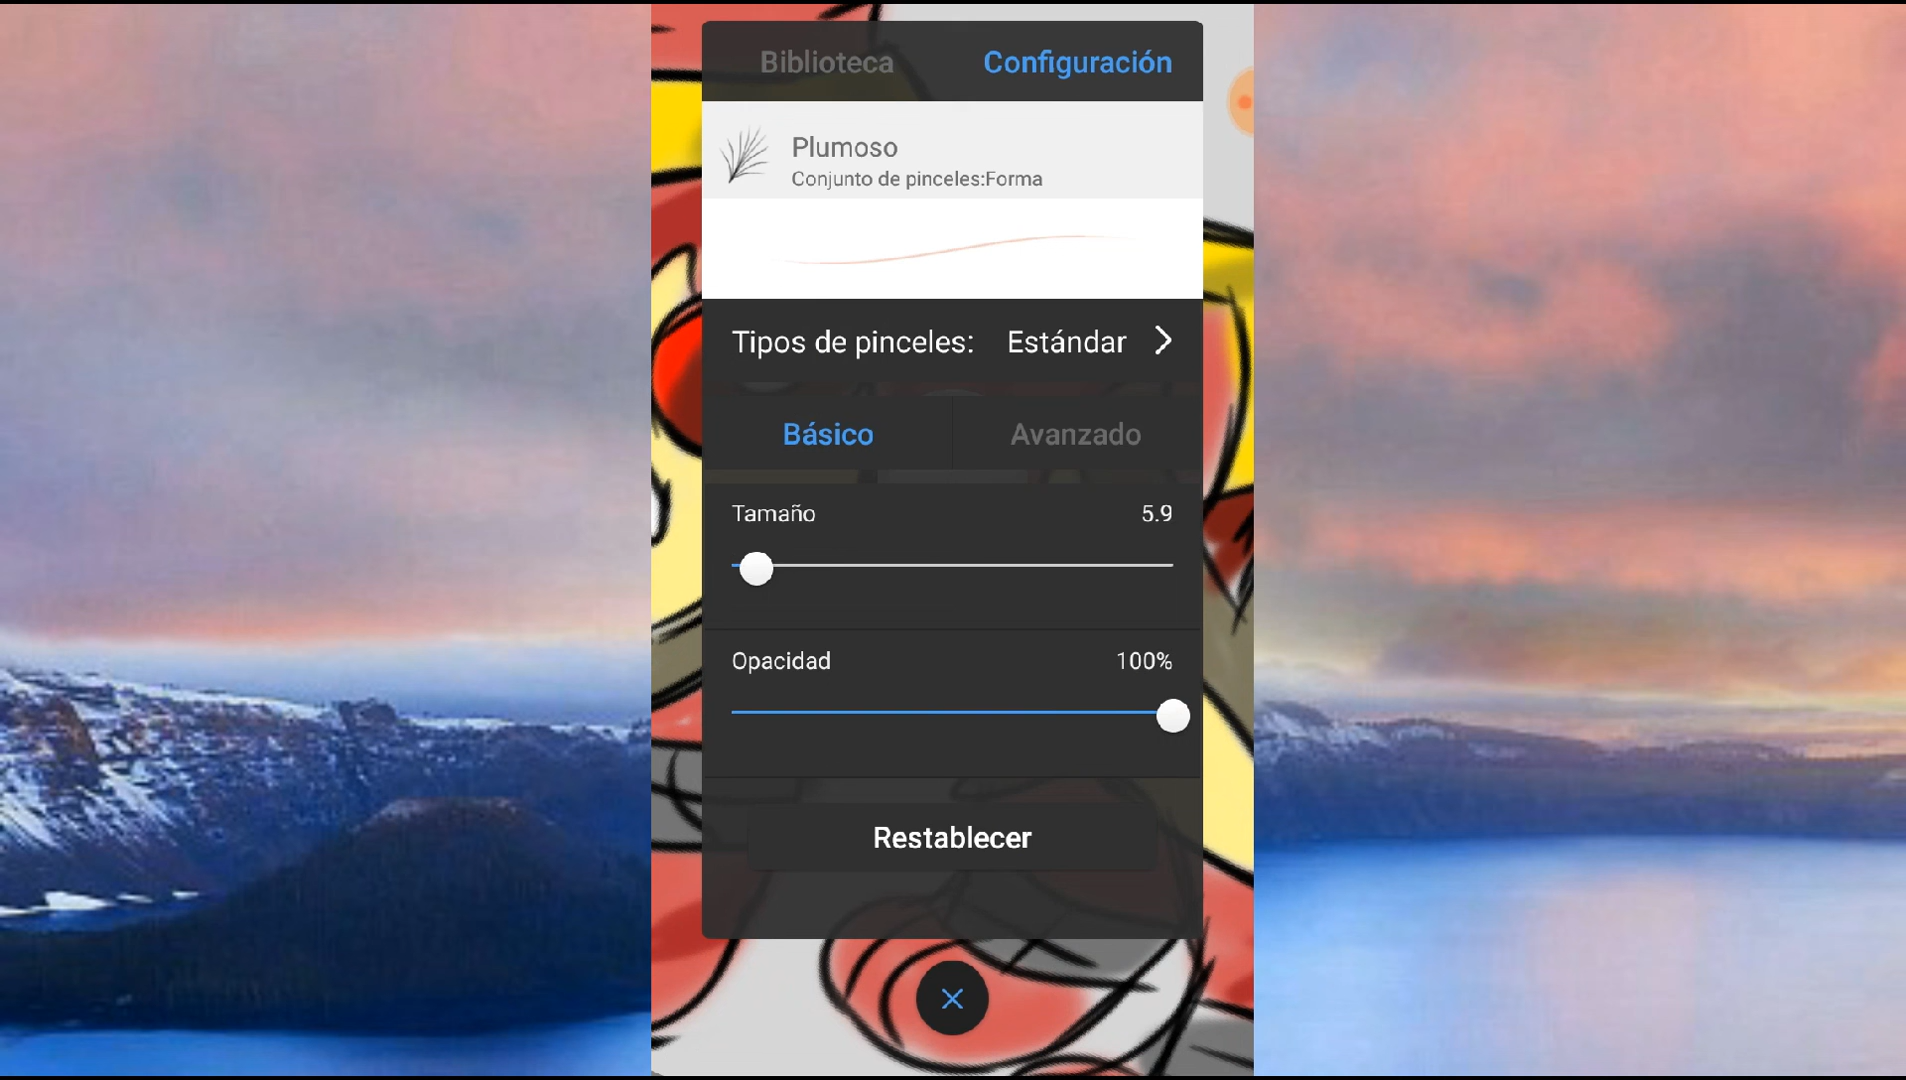 Biblioteca Configuración
Plumoso
Conjunto de pinceles:Forma
Tipos de pinceles: Estándar
Básico Avanzado
Tamaño 5.9
Opacidad 100%
Restablecer